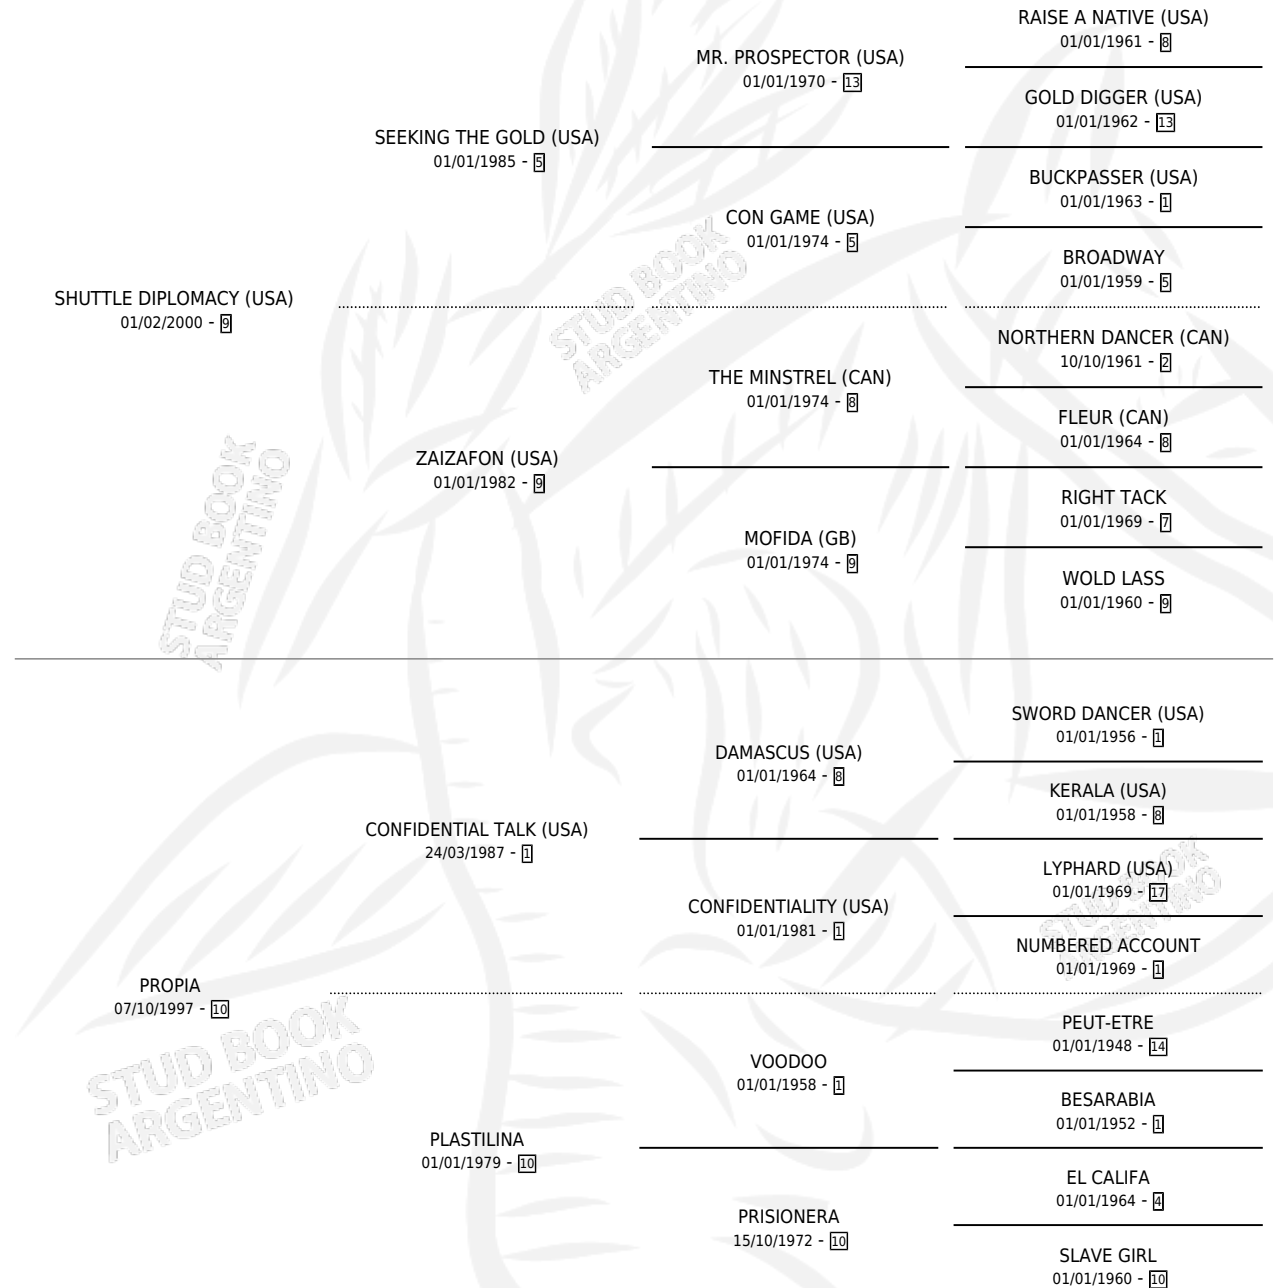 RAISE A NATIVE (USA)
01/01/1961 - 8
MR. PROSPECTOR (USA)
01/01/1970 - 13
GOLD DIGGER (USA)
01/01/1962 - 13
SEEKING THE GOLD (USA)
01/01/1985 - 5
BUCKPASSER (USA)
01/01/1963 - 1
CON GAME (USA)
01/01/1974 - 5
BROADWAY
01/01/1959 - 5
SHUTTLE DIPLOMACY (USA)
01/02/2000 - 9
NORTHERN DANCER (CAN)
10/10/1961 - 2
THE MINSTREL (CAN)
01/01/1974 - 8
FLEUR (CAN)
01/01/1964 - 8
ZAIZAFON (USA)
01/01/1982 - 9
RIGHT TACK
01/01/1969 - 7
MOFIDA (GB)
01/01/1974 - 9
WOLD LASS
01/01/1960 - 9
SWORD DANCER (USA)
01/01/1956 - 1
DAMASCUS (USA)
01/01/1964 - 8
KERALA (USA)
01/01/1958 - 8
CONFIDENTIAL TALK (USA)
24/03/1987 - 1
LYPHARD (USA)
01/01/1969 - 17
CONFIDENTIALITY (USA)
01/01/1981 - 1
NUMBERED ACCOUNT
01/01/1969 - 1
PROPIA
07/10/1997 - 10
PEUT-ETRE
01/01/1948 - 14
VOODOO
01/01/1958 - 1
BESARABIA
01/01/1952 - 1
PLASTILINA
01/01/1979 - 10
EL CALIFA
01/01/1964 - 4
PRISIONERA
15/10/1972 - 10
SLAVE GIRL
01/01/1960 - 10
STUD BOOK
ARGENTINO
STUD BOOK
ARGENTINO
STUD BOOK
ARGENTINO
STUD BOOK
ARGENTINO